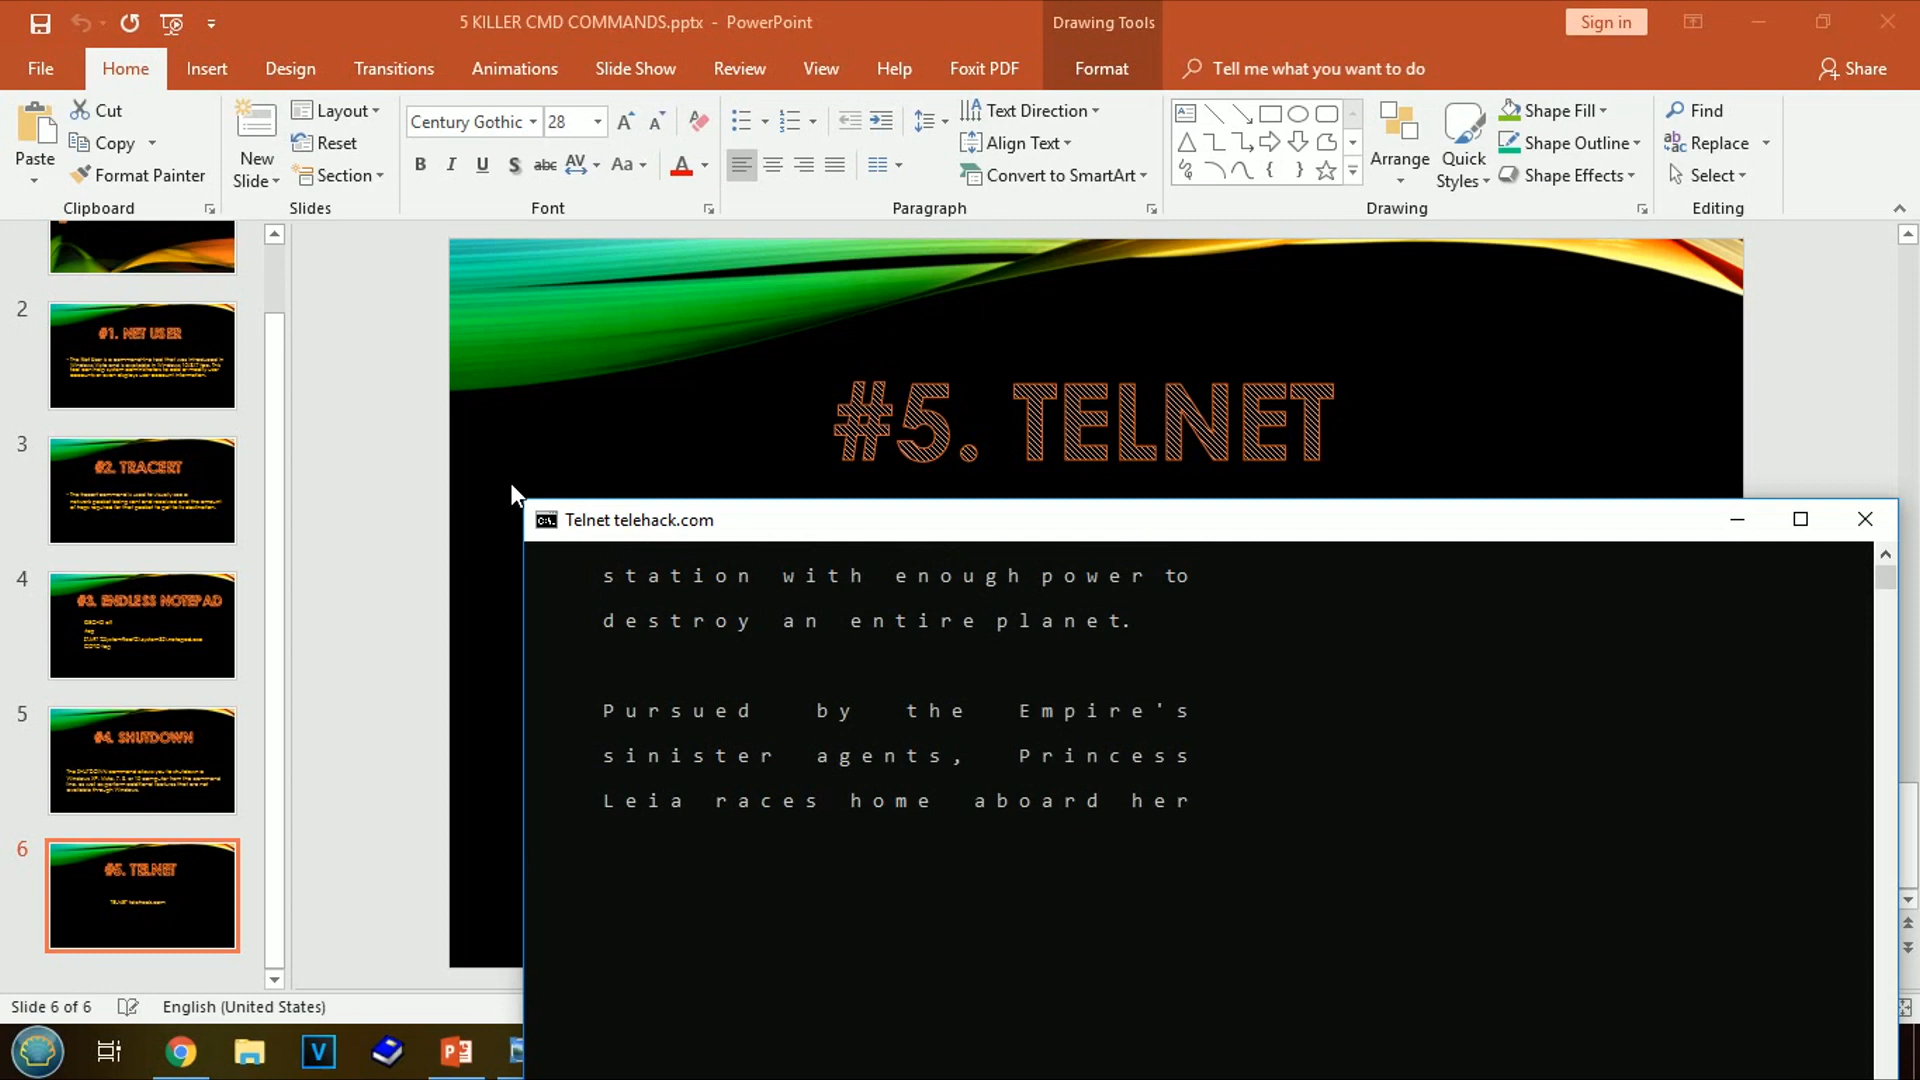 5 KILLER CMD COMMANDS.pptx - PowerPoint
Drawing Tools
Sign in
File
Home
Insert
Design
Transitions
Animations
Slide Show
Review
View
Help
Foxit PDF
Format
Tell me what you want to do
Share
Paste
Cut
Copy
Format Painter
Clipboard
New Slide
Layout
Reset
Section
Slides
Century Gothic
28
B I U S abc AV Aa A
Font
Text Direction
Align Text
Convert to SmartArt
Paragraph
Arrange
Quick Styles
Shape Fill
Shape Outline
Shape Effects
Drawing
Find
Replace
Select
Editing
2
#1. NET USER
3
#2. TRACERT
4
#3. ENDLESS NOTEPAD
5
#4. SHUTDOWN
6
#5. TELNET
TELNET telehack.com
#5. TELNET
Telnet telehack.com
station with enough power to
destroy an entire planet.
Pursued by the Empire's
sinister agents, Princess
Leia races home aboard her
Slide 6 of 6
English (United States)